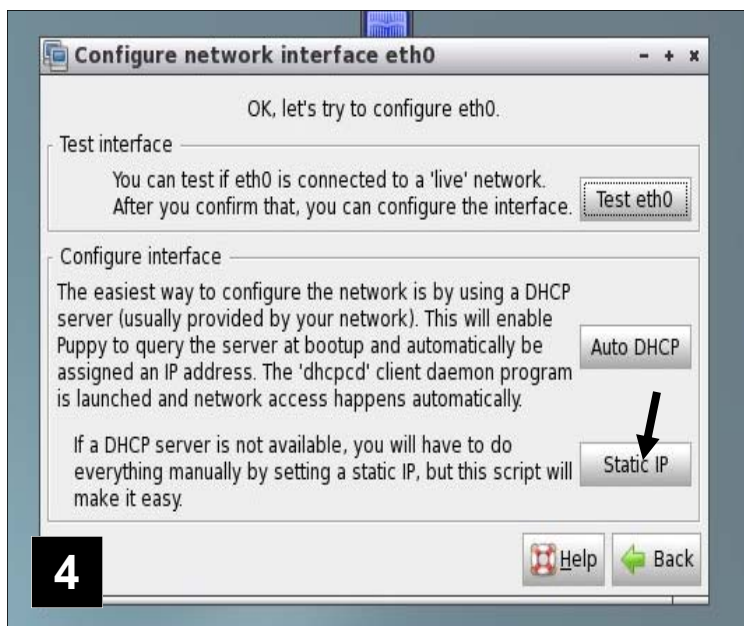 Configure network interface eth0
OK, let's try to configure eth0.
Test interface
You can test if eth0 is connected to a 'live' network.
After you confirm that, you can configure the interface.
Test eth0
Configure interface
The easiest way to configure the network is by using a DHCP
server (usually provided by your network). This will enable
Puppy to query the server at bootup and automatically be
assigned an IP address. The 'dhcpcd' client daemon program
is launched and network access happens automatically.
Auto DHCP
If a DHCP server is not available, you will have to do
everything manually by setting a static IP, but this script will
make it easy.
Static IP
Help
Back
4